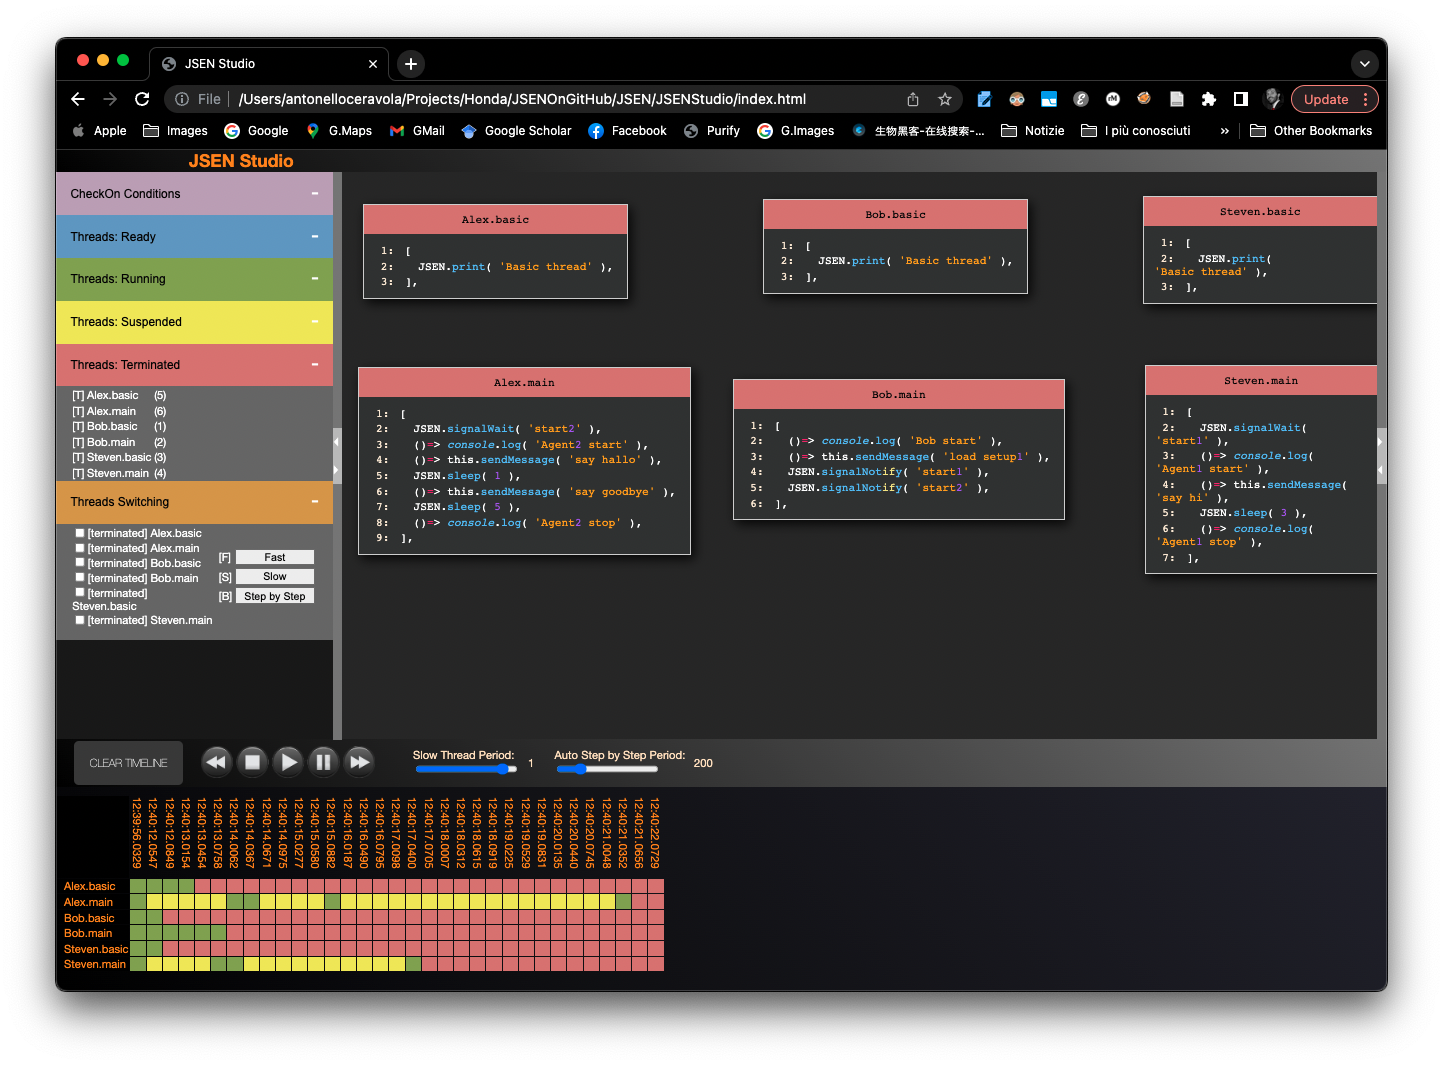 JSEN Studio
File
/Users/antonelloceravola/Projects/Honda/JSENOnGitHub/JSEN/JSENStudio/index.html
Update
Apple
Images
Google
G.Maps
GMail
Google Scholar
Facebook
Purify
G.Images
生物黑客-在线搜索-...
Notizie
I più conosciuti
»
Other Bookmarks
JSEN Studio
CheckOn Conditions
Threads: Ready
Threads: Running
Threads: Suspended
Threads: Terminated
[T] Alex.basic (5)
[T] Alex.main (6)
[T] Bob.basic (1)
[T] Bob.main (2)
[T] Steven.basic (3)
[T] Steven.main (4)
Threads Switching
[terminated] Alex.basic
[terminated] Alex.main
[terminated] Bob.basic
[terminated] Bob.main
[terminated]
Steven.basic
[terminated] Steven.main
[F] Fast
[S] Slow
[B] Step by Step
Alex.basic
1: [
2: JSEN.print( 'Basic thread' ),
3: ],
Bob.basic
1: [
2: JSEN.print( 'Basic thread' ),
3: ],
Steven.basic
1: [
2: JSEN.print(
'Basic thread' ),
3: ],
Alex.main
1: [
2: JSEN.signalWait( 'start2' ),
3: ()=> console.log( 'Agent2 start' ),
4: ()=> this.sendMessage( 'say hallo' ),
5: JSEN.sleep( 1 ),
6: ()=> this.sendMessage( 'say goodbye' ),
7: JSEN.sleep( 5 ),
8: ()=> console.log( 'Agent2 stop' ),
9: ],
Bob.main
1: [
2: ()=> console.log( 'Bob start' ),
3: ()=> this.sendMessage( 'load setup1' ),
4: JSEN.signalNotify( 'start1' ),
5: JSEN.signalNotify( 'start2' ),
6: ],
Steven.main
1: [
2: JSEN.signalWait(
'start1' ),
3: ()=> console.log(
'Agent1 start' ),
4: ()=> this.sendMessage(
'say hi' ),
5: JSEN.sleep( 3 ),
6: ()=> console.log(
'Agent1 stop' ),
7: ],
CLEAR TIMELINE
Slow Thread Period:
1
Auto Step by Step Period:
200
12:39:56.0329
12:40:12.0547
12:40:12.0849
12:40:13.0154
12:40:13.0454
12:40:13.0758
12:40:14.0062
12:40:14.0367
12:40:14.0671
12:40:14.0975
12:40:15.0277
12:40:15.0580
12:40:15.0882
12:40:16.0187
12:40:16.0490
12:40:16.0795
12:40:17.0098
12:40:17.0400
12:40:17.0705
12:40:18.0007
12:40:18.0312
12:40:18.0615
12:40:18.0919
12:40:19.0225
12:40:19.0529
12:40:19.0831
12:40:20.0135
12:40:20.0440
12:40:20.0745
12:40:21.0048
12:40:21.0352
12:40:21.0656
12:40:22.0729
Alex.basic
Alex.main
Bob.basic
Bob.main
Steven.basic
Steven.main